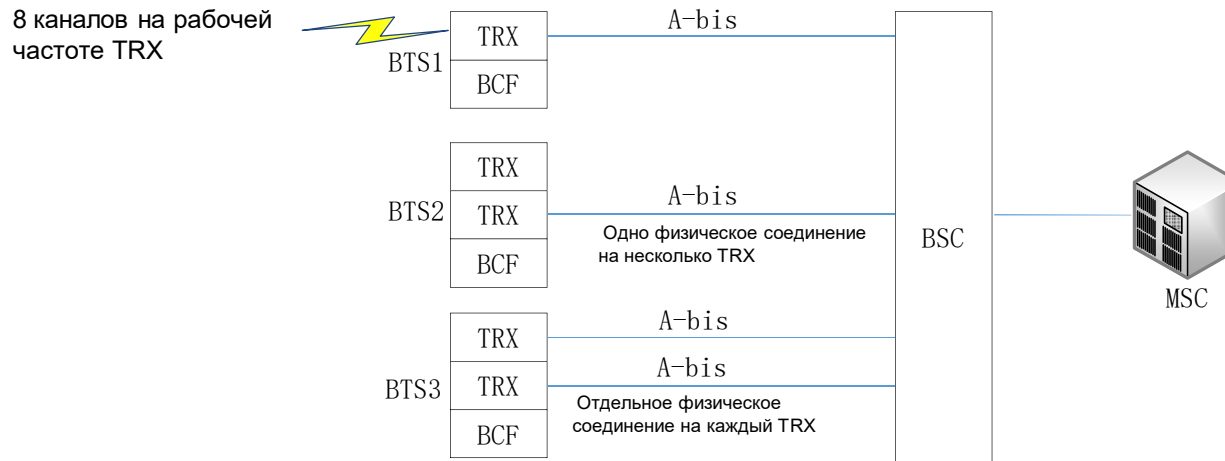 8 каналов на рабочей
частоте TRX
TRX
BTS1
BCF
A-bis
TRX
BTS2
TRX
BCF
A-bis
Одно физическое соединение
на несколько TRX
BSC
MSC
TRX
BTS3
TRX
BCF
A-bis
A-bis
Отдельное физическое
соединение на каждый TRX